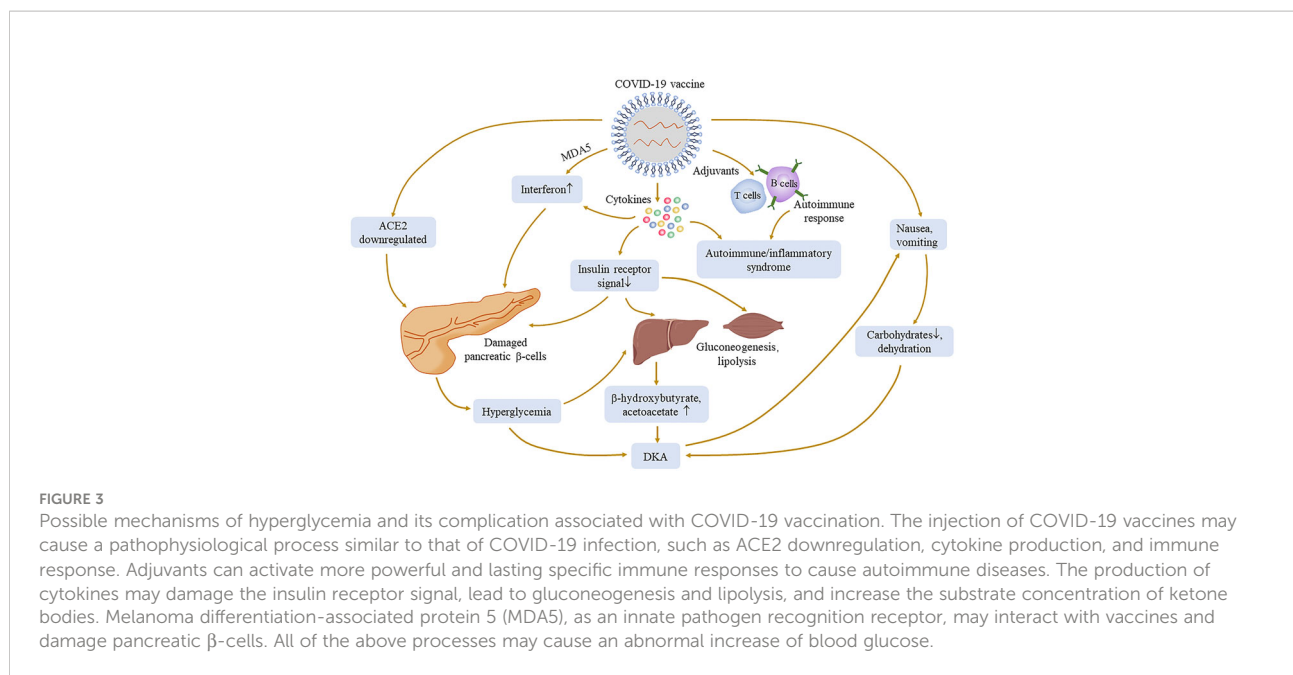 COVID-19 vaccine
MDA5
Adjuvants
Interferon↑
Cytokines
T cells
B cells
Autoimmune
response
ACE2
downregulated
Nausea,
vomiting
Autoimmune/inflammatory
syndrome
Insulin receptor
signal↓
Damaged
pancreatic β-cells
Gluconeogenesis,
lipolysis
Carbohydrates↓,
dehydration
Hyperglycemia
β-hydroxybutyrate,
acetoacetate ↑
DKA
FIGURE 3
Possible mechanisms of hyperglycemia and its complication associated with COVID-19 vaccination. The injection of COVID-19 vaccines may
cause a pathophysiological process similar to that of COVID-19 infection, such as ACE2 downregulation, cytokine production, and immune
response. Adjuvants can activate more powerful and lasting specific immune responses to cause autoimmune diseases. The production of
cytokines may damage the insulin receptor signal, lead to gluconeogenesis and lipolysis, and increase the substrate concentration of ketone
bodies. Melanoma differentiation-associated protein 5 (MDA5), as an innate pathogen recognition receptor, may interact with vaccines and
damage pancreatic β-cells. All of the above processes may cause an abnormal increase of blood glucose.